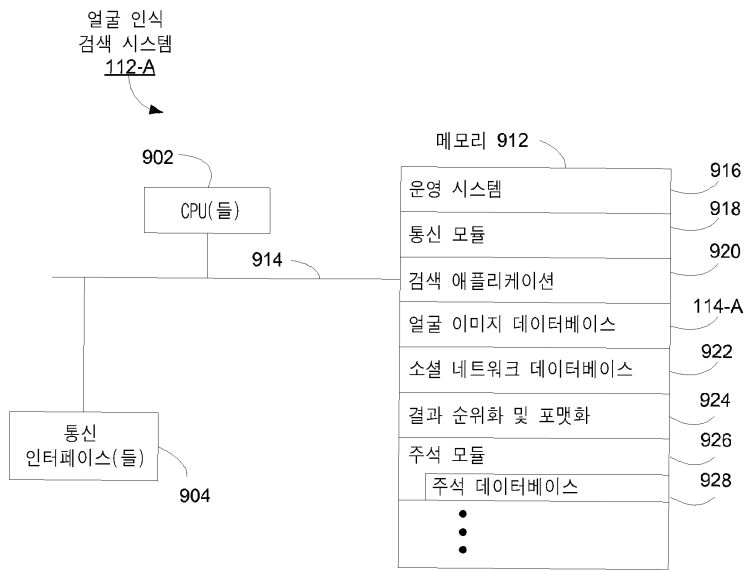 얼굴 인식
검색 시스템
112-A
902
CPU(들)
914
통신
인터페이스(들)
904
메모리 912
운영 시스템
916
통신 모듈
918
검색 애플리케이션
920
얼굴 이미지 데이터베이스
114-A
소셜 네트워크 데이터베이스
922
결과 순위화 및 포맷화
924
주석 모듈
926
주석 데이터베이스
928